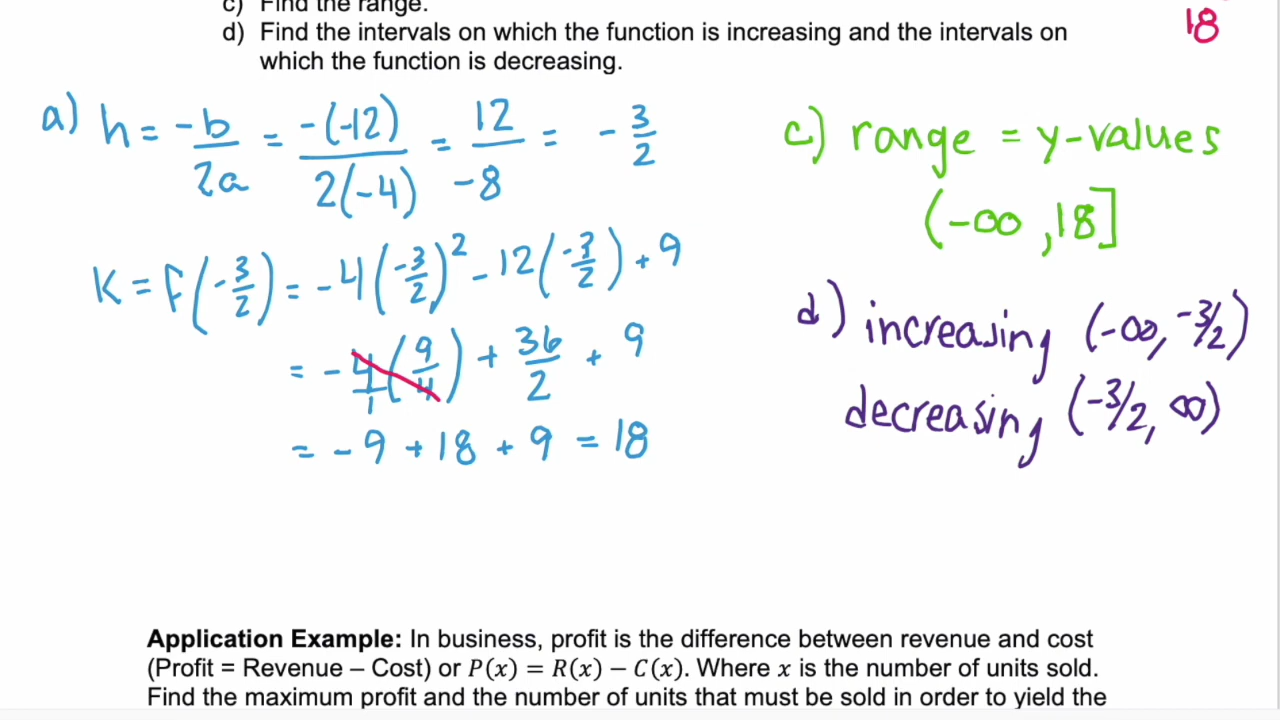 c) Find the range.
18
d) Find the intervals on which the function is increasing and the intervals on
which the function is decreasing.
a) h = -b/2a = -(-12)/2(-4) = 12/-8 = -3/2
K = f(-3/2) = -4(-3/2)² - 12(-3/2) + 9
= -4/1(9/4) + 36/2 + 9
= -9 + 18 + 9 = 18
c) range = y-values
(-∞, 18]
d) increasing (-∞, -3/2)
decreasing (-3/2, ∞)
Application Example: In business, profit is the difference between revenue and cost
(Profit = Revenue – Cost) or P(x) = R(x) − C(x). Where x is the number of units sold.
Find the maximum profit and the number of units that must be sold in order to yield the